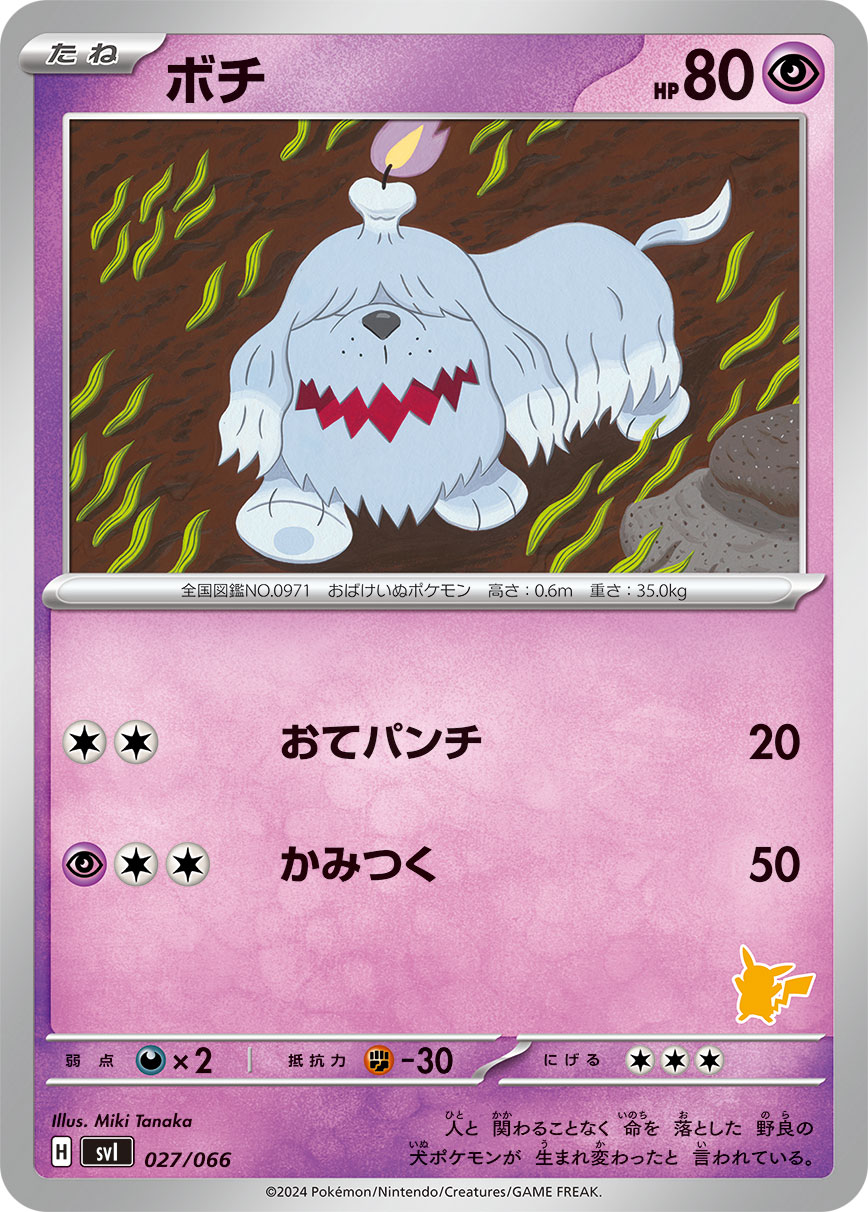 たね
ボチ
HP80
全国図鑑NO.0971 おばけいぬポケモン 高さ：0.6m 重さ：35.0kg
おてパンチ 20
かみつく 50
弱点 ×2 抵抗力 -30 にげる
Illus. Miki Tanaka
人と 関わることなく 命を 落とした 野良の
犬ポケモンが 生まれ変わったと 言われている。
H svI 027/066
©2024 Pokémon/Nintendo/Creatures/GAME FREAK.